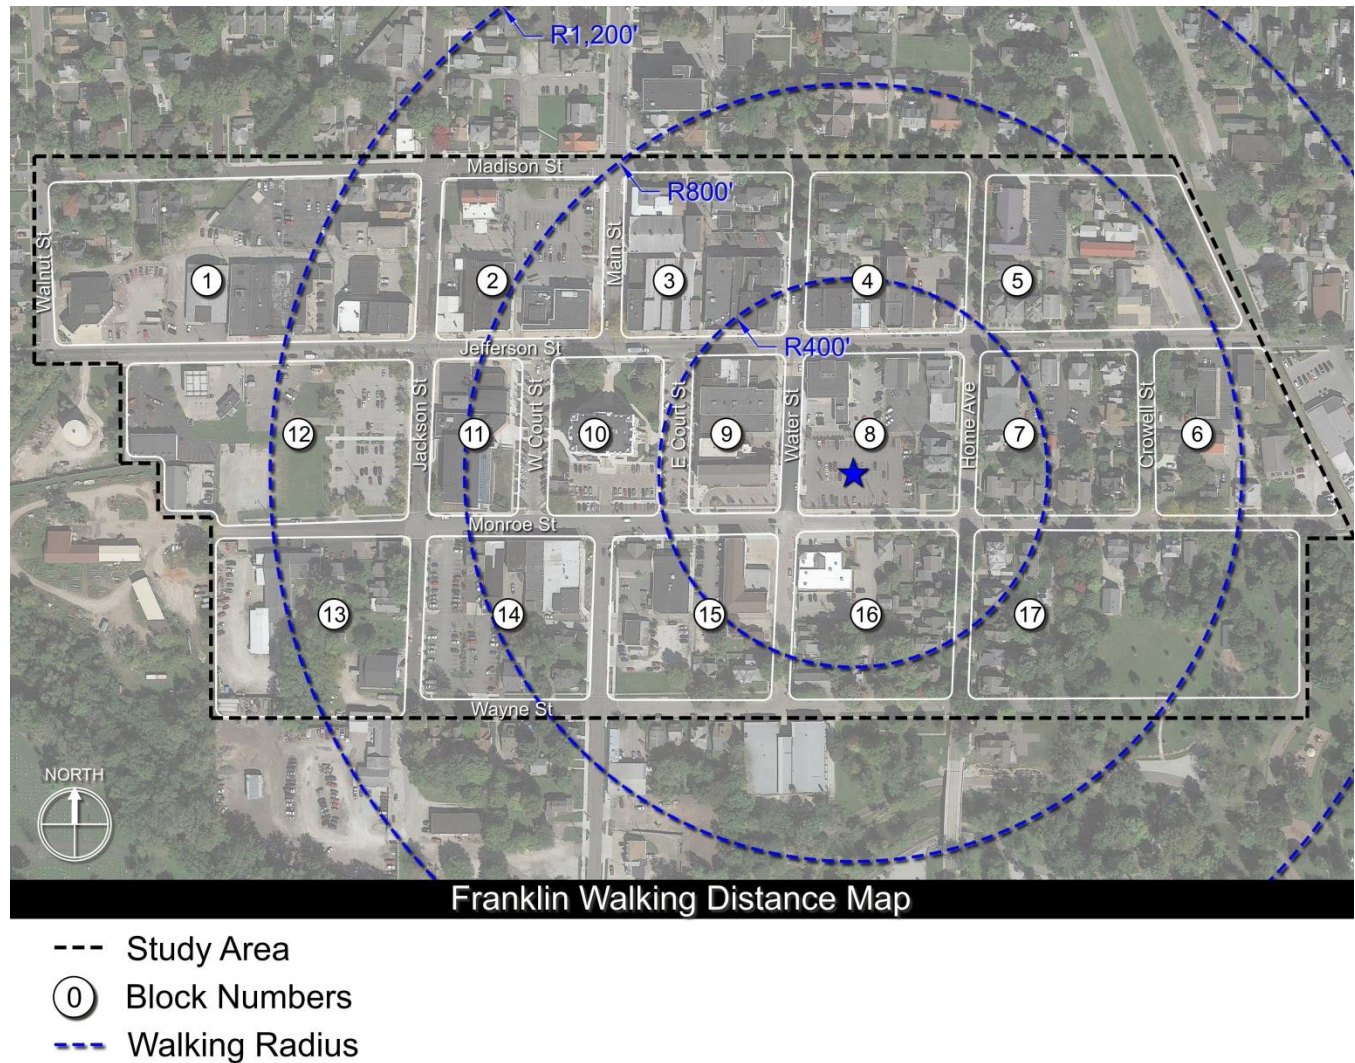 R1,200'
Madison St
R800'
Walnut St
Main St
1
2
3
4
5
Jefferson St
R400'
Jackson St
W Court St
E Court St
Water St
Home Ave
Crowell St
12
11
10
9
8
7
6
Monroe St
13
14
15
16
17
Wayne St
NORTH
Franklin Walking Distance Map
Study Area
0 Block Numbers
Walking Radius